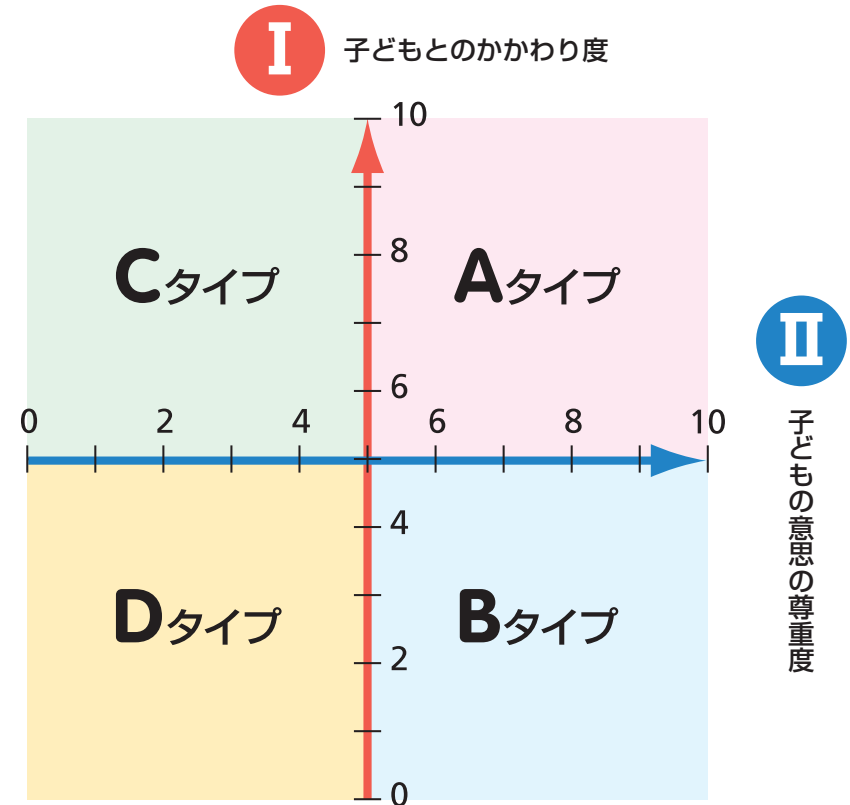 Ⅰ 子どもとのかかわり度
10
Cタイプ
8
Aタイプ
Ⅱ
6
0 2 4 6 8 10
子どもの意思の尊重度
4
Dタイプ
Bタイプ
2
0